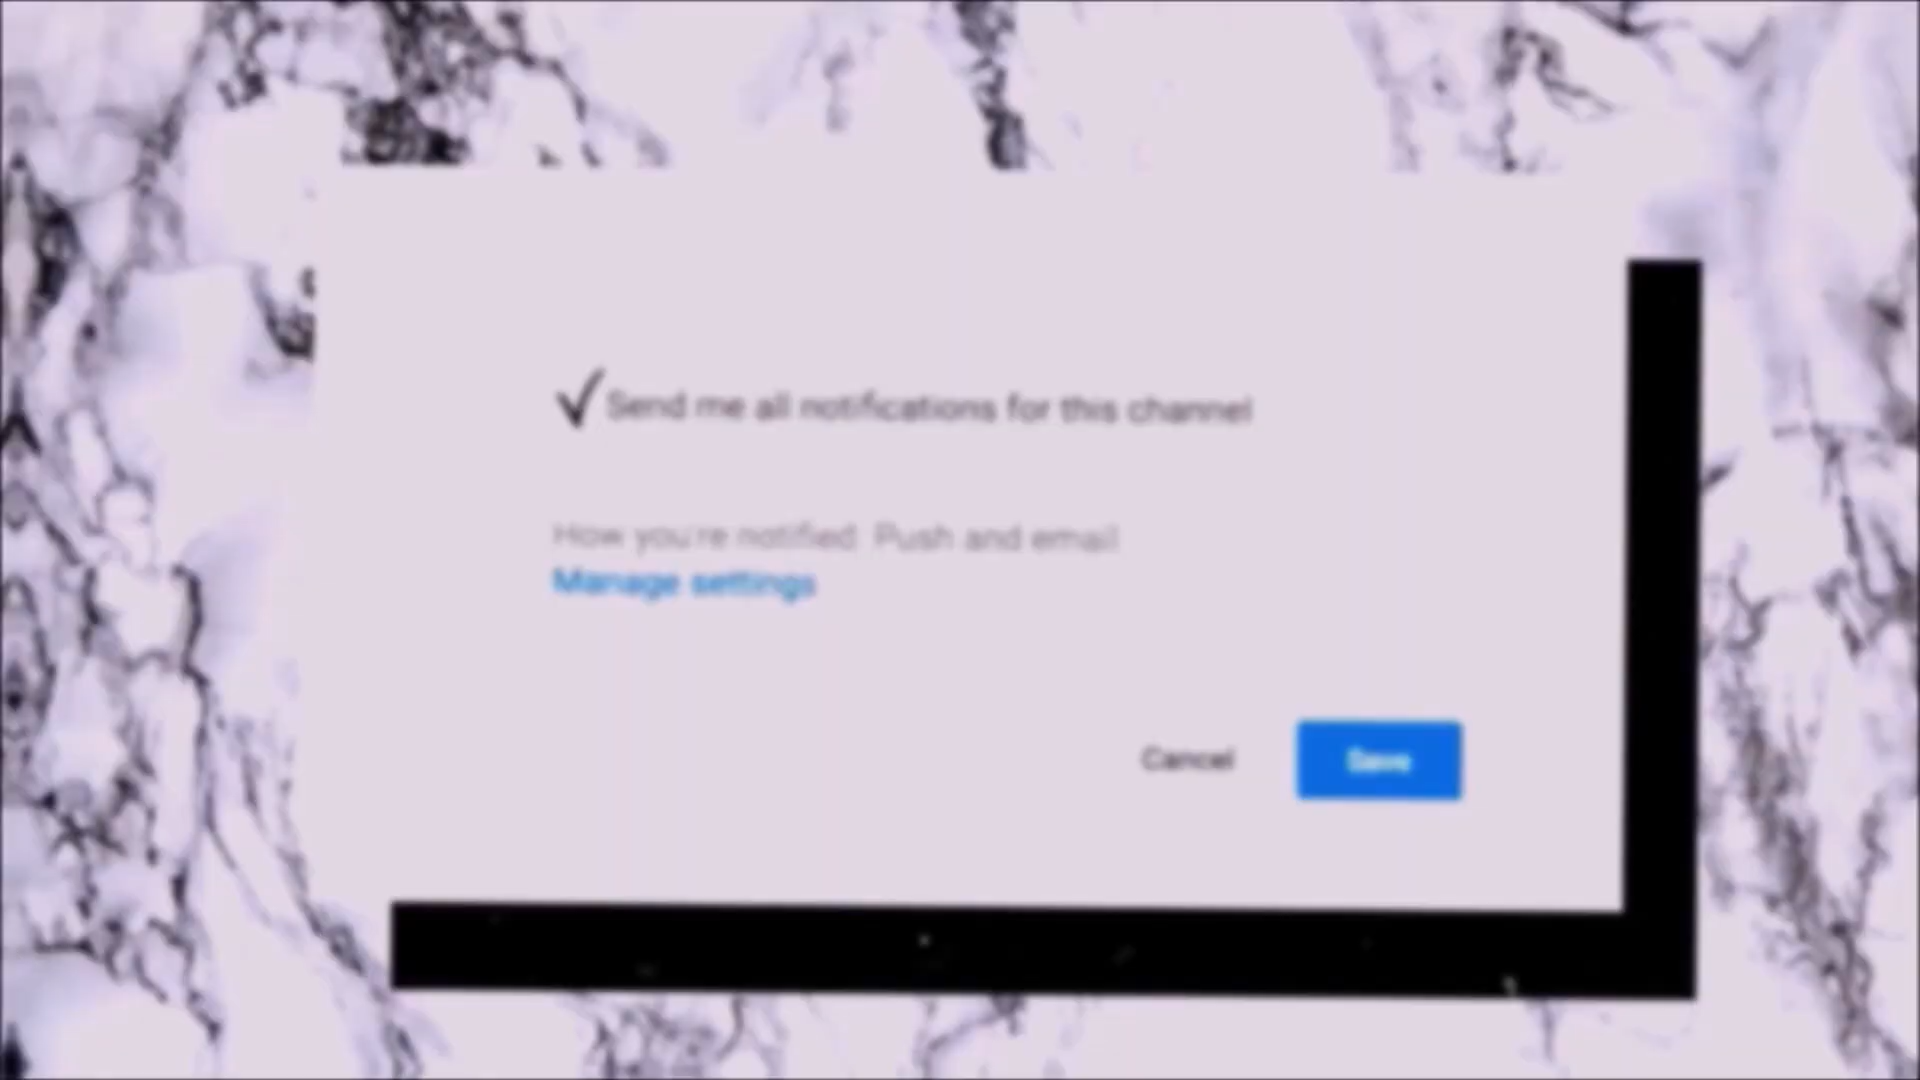 Send me all notifications for this channel
How you're notified: Push and email
Manage settings
Cancel
Save